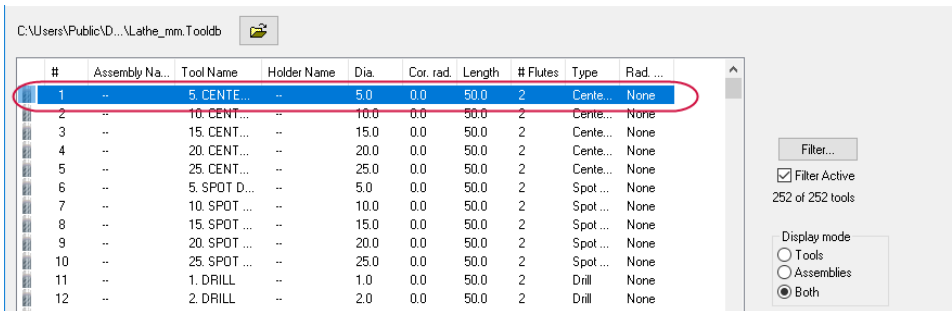 C:\Users\Public\D...\Lathe_mm.Tooldb
# Assembly Na... Tool Name Holder Name Dia. Cor. rad. Length # Flutes Type Rad. ...
1 -- 5. CENTE... -- 5.0 0.0 50.0 2 Cente... None
2 -- 10. CENT... -- 10.0 0.0 50.0 2 Cente... None
3 -- 15. CENT... -- 15.0 0.0 50.0 2 Cente... None
4 -- 20. CENT... -- 20.0 0.0 50.0 2 Cente... None
5 -- 25. CENT... -- 25.0 0.0 50.0 2 Cente... None
6 -- 5. SPOT D... -- 5.0 0.0 50.0 2 Spot ... None
7 -- 10. SPOT ... -- 10.0 0.0 50.0 2 Spot ... None
8 -- 15. SPOT ... -- 15.0 0.0 50.0 2 Spot ... None
9 -- 20. SPOT ... -- 20.0 0.0 50.0 2 Spot ... None
10 -- 25. SPOT ... -- 25.0 0.0 50.0 2 Spot ... None
11 -- 1. DRILL -- 1.0 0.0 50.0 2 Drill None
12 -- 2. DRILL -- 2.0 0.0 50.0 2 Drill None
Filter...
Filter Active
252 of 252 tools
Display mode
Tools
Assemblies
Both